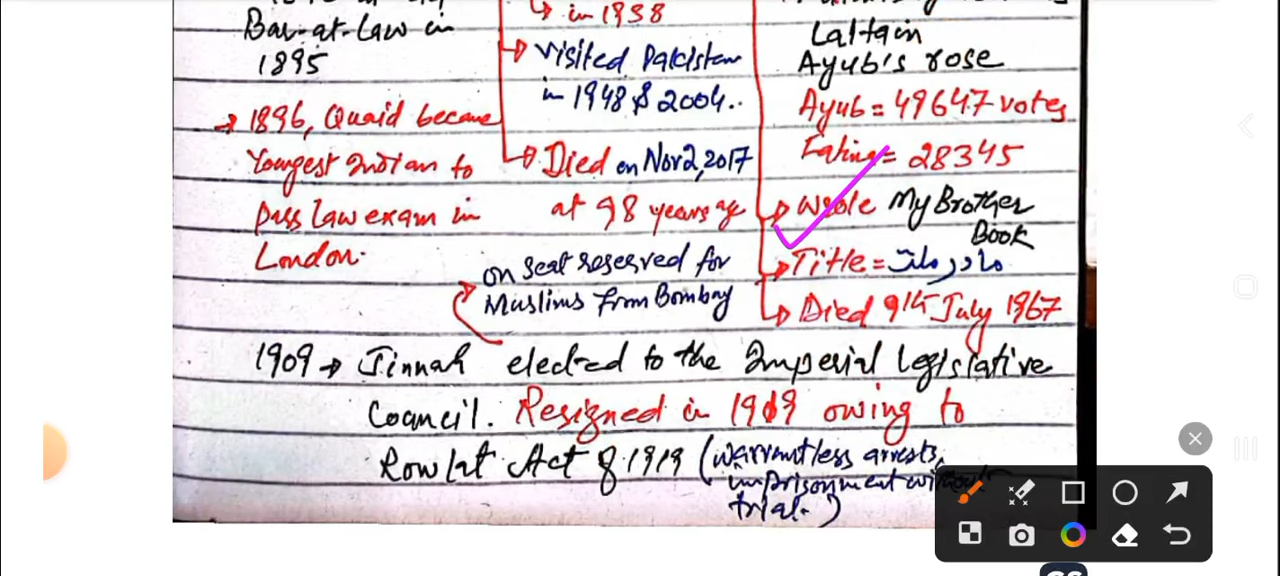 Bar-at-Law in
1895
→ 1896, Quaid became
Youngest Indian to
pass law exam in
London.
in 1938
→ visited Pakistan
in 1948 & 2004..
→ Died on Nov 2, 2017
at 98 years age
on seat reserved for
Muslims from Bombay
Laltain
Ayub's rose
Ayub = 49647 votes
Fatima = 28345
→ Wrote My Brother
Book
→ Title = مادر ملت
→ Died 9th July 1967
1909 → Jinnah elected to the Imperial legislative
Council. Resigned in 1919 owing to
Rowlat Act of 1919 (warrantless arrests,
imprisonment without
trial.)